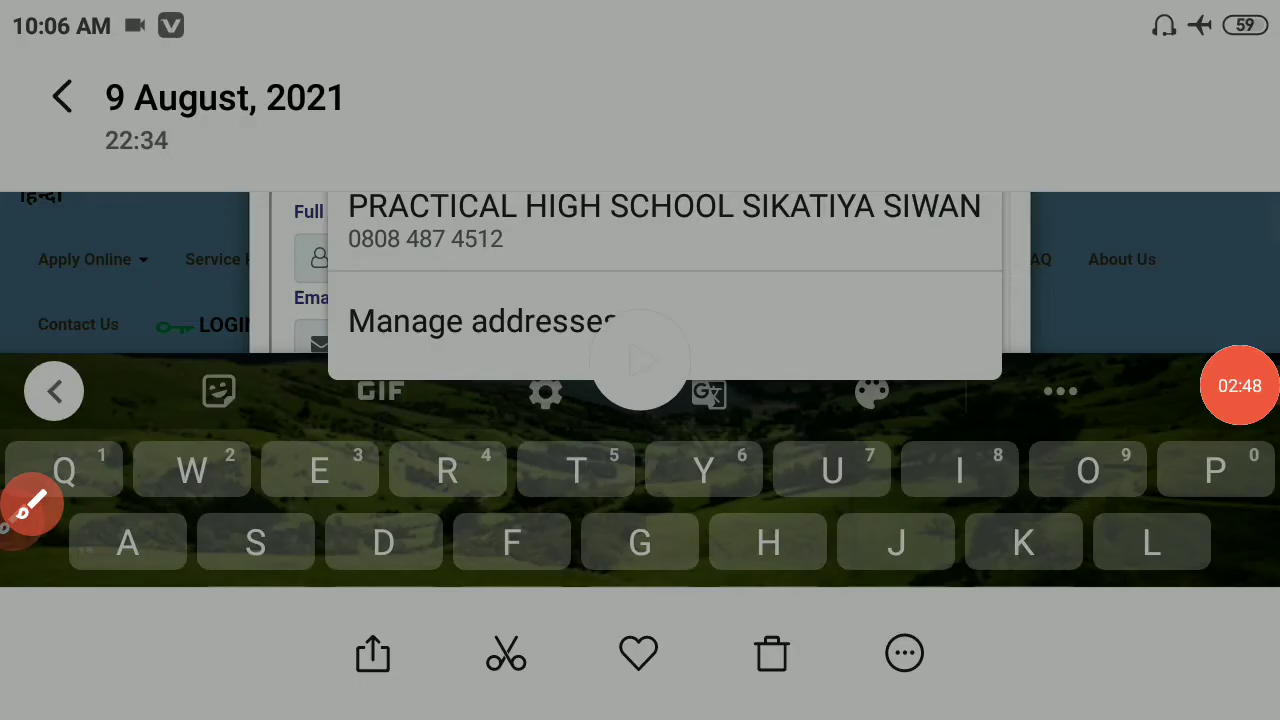 10:06 AM
59
9 August, 2021
22:34
हिन्दी
Full
PRACTICAL HIGH SCHOOL SIKATIYA SIWAN
0808 487 4512
Apply Online
Service
AQ
About Us
Ema
Manage addresses
Contact Us
LOGIN
GIF
02:48
Q 1 W 2 E 3 R 4 T 5 Y 6 U 7 I 8 O 9 P 0
A S D F G H J K L